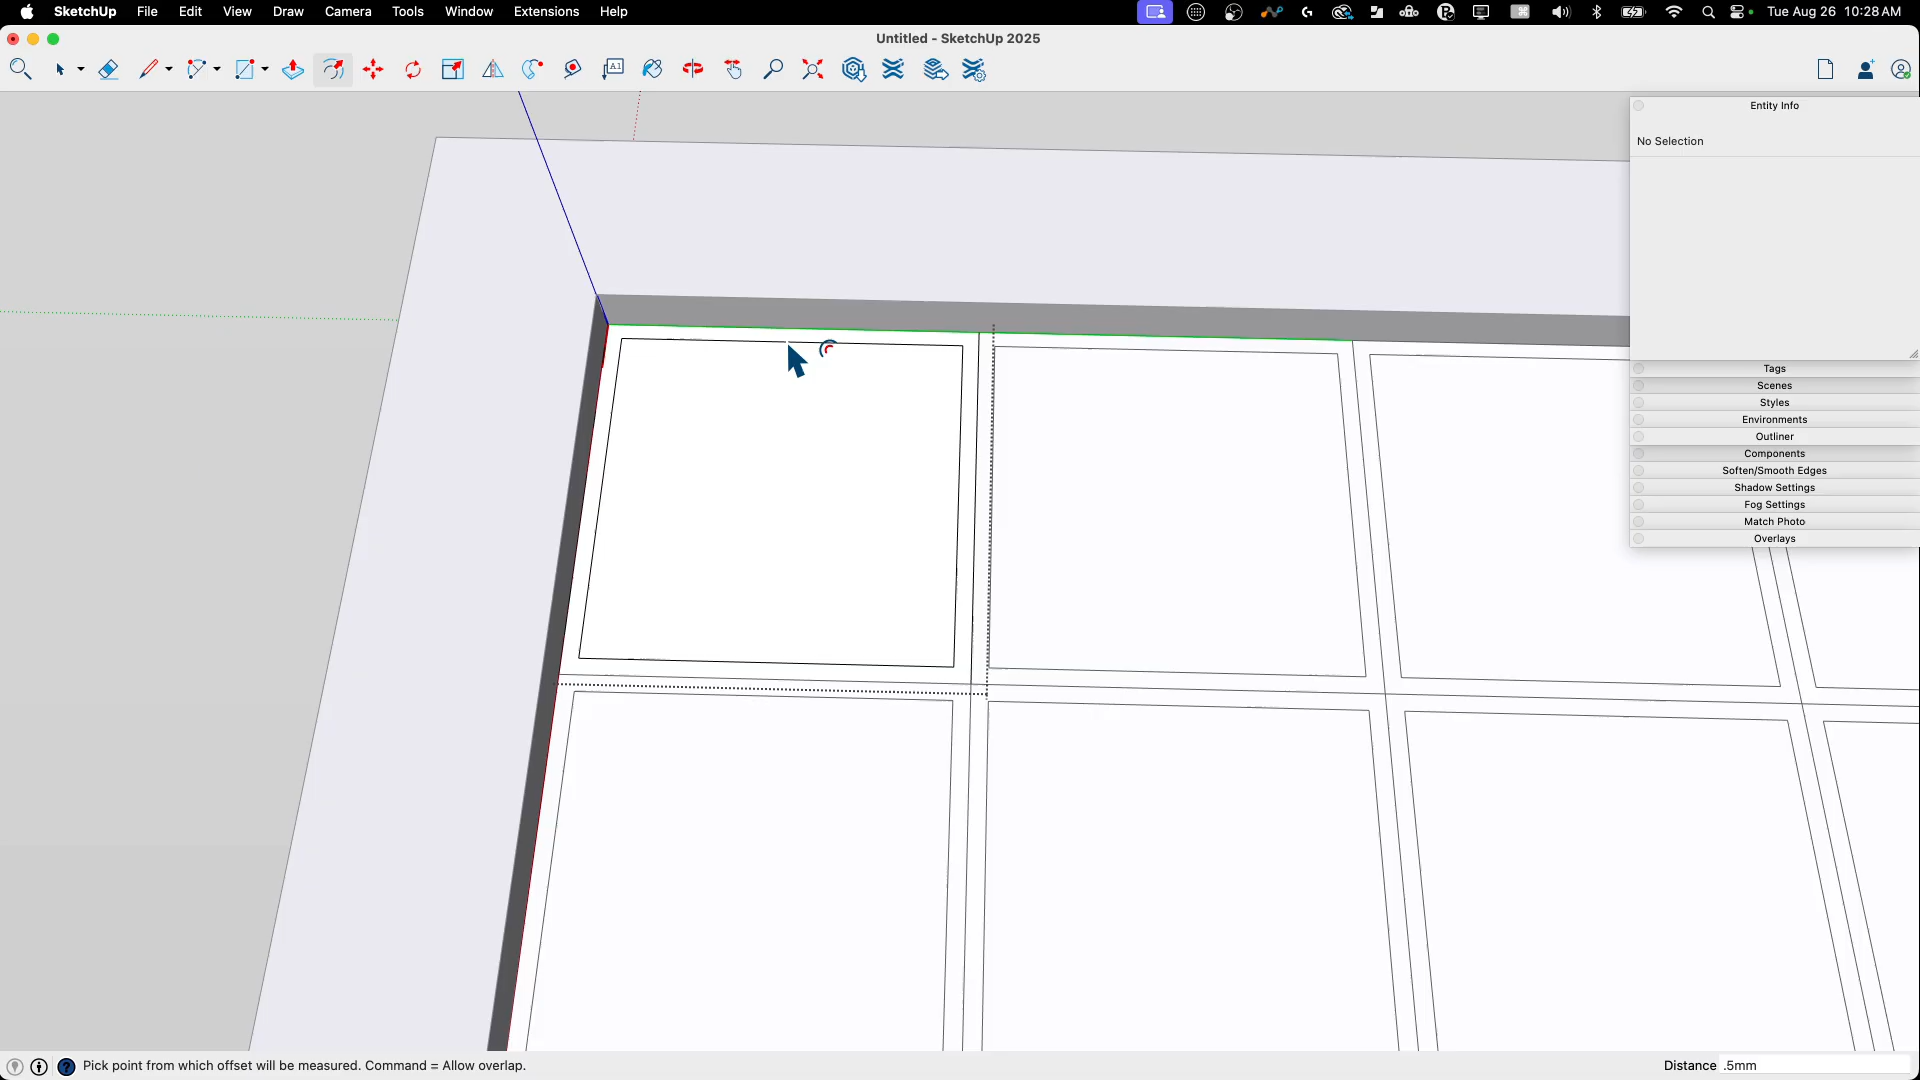 SketchUp File Edit View Draw Camera Tools Window Extensions Help Tue Aug 26 10:28 AM
Untitled - SketchUp 2025
A1
Entity Info
No Selection
Tags
Scenes
Styles
Environments
Outliner
Components
Soften/Smooth Edges
Shadow Settings
Fog Settings
Match Photo
Overlays
Pick point from which offset will be measured. Command = Allow overlap. Distance .5mm